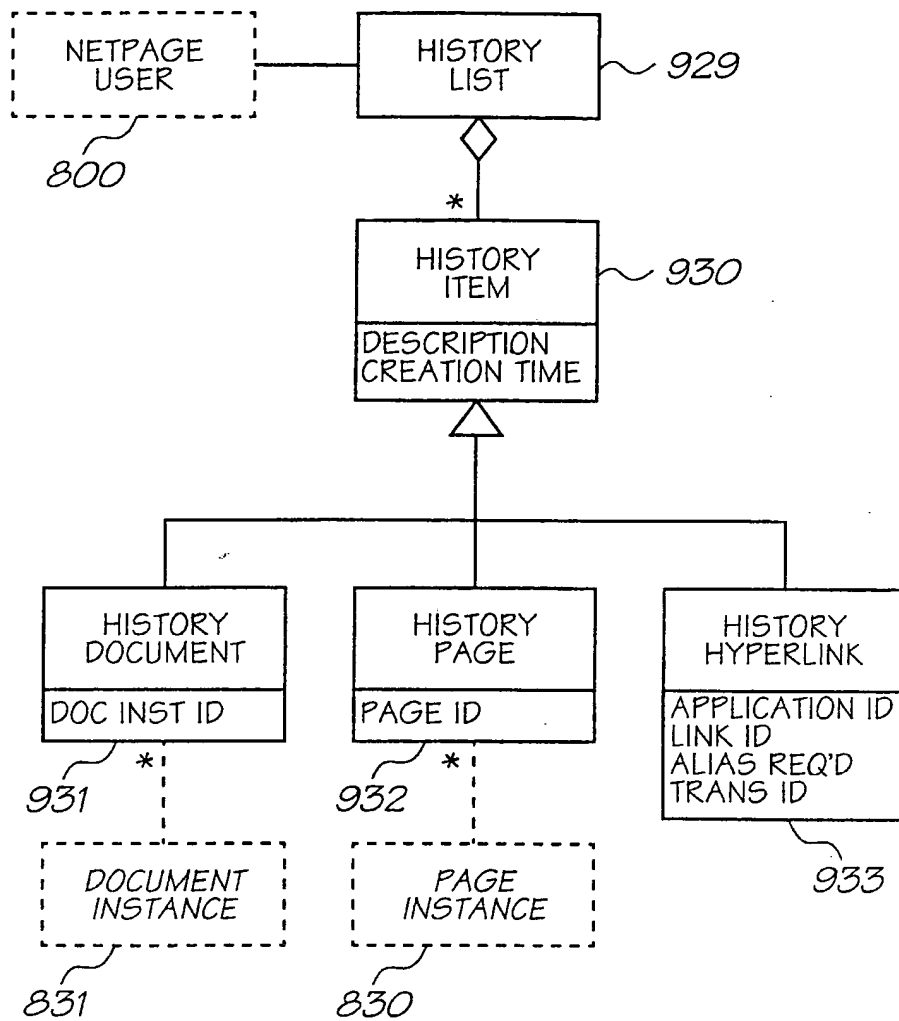 NETPAGE
USER
800
HISTORY
LIST
929
*
HISTORY
ITEM
930
DESCRIPTION
CREATION TIME
HISTORY
DOCUMENT
DOC INST ID
931
*
HISTORY
PAGE
PAGE ID
932
*
HISTORY
HYPERLINK
APPLICATION ID
LINK ID
ALIAS REQ'D
TRANS ID
933
DOCUMENT
INSTANCE
831
PAGE
INSTANCE
830